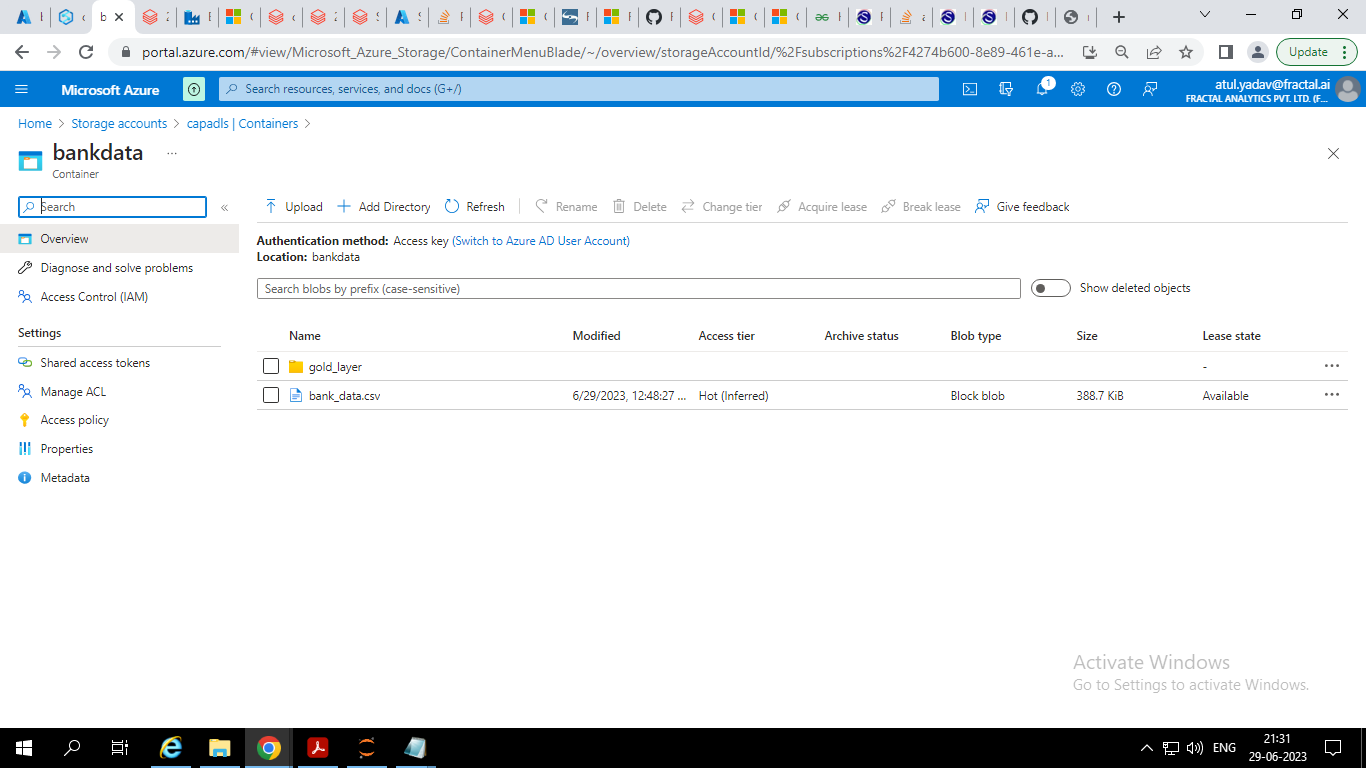 portal.azure.com/#view/Microsoft_Azure_Storage/ContainerMenuBlade/~/overview/storageAccountId/%2Fsubscriptions%2F4274b600-8e89-461e-a...
Update
Microsoft Azure
Search resources, services, and docs (G+/)
1
atul.yadav@fractal.ai
FRACTAL ANALYTICS PVT. LTD. (F...
Home > Storage accounts > capadls | Containers >
bankdata ...
Container
Search «
Upload Add Directory Refresh Rename Delete Change tier Acquire lease Break lease Give feedback
Overview
Diagnose and solve problems
Access Control (IAM)
Settings
Shared access tokens
Manage ACL
Access policy
Properties
Metadata
Authentication method: Access key (Switch to Azure AD User Account)
Location: bankdata
Search blobs by prefix (case-sensitive)
Show deleted objects
Name Modified Access tier Archive status Blob type Size Lease state
gold_layer - ...
bank_data.csv 6/29/2023, 12:48:27 ... Hot (Inferred) Block blob 388.7 KiB Available ...
Activate Windows
Go to Settings to activate Windows.
ENG
21:31
29-06-2023